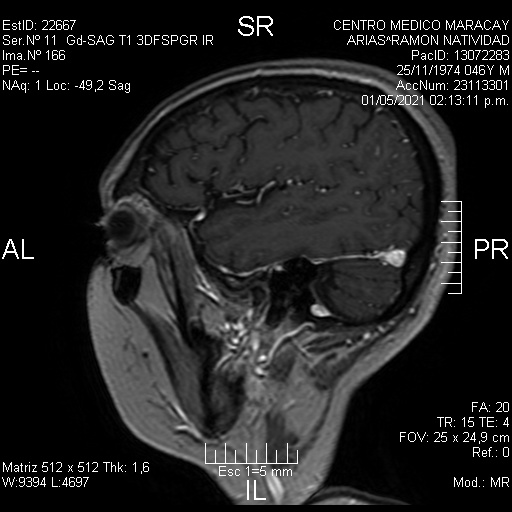 EstID: 22667
Ser.Nº 11 Gd-SAG T1 3DFSPGR IR
Ima.Nº 166
PE= --
NAq: 1 Loc: -49,2 Sag
SR
CENTRO MEDICO MARACAY
ARIAS^RAMON NATIVIDAD
PacID: 13072283
25/11/1974 046Y M
AccNum: 23113301
01/05/2021 02:13:11 p.m.
AL
PR
FA: 20
TR: 15 TE: 4
FOV: 25 x 24,9 cm
Ref.: 0
Matriz 512 x 512 Thk: 1,6
W:9394 L:4697
Esc 1=5 mm
IL
Mod.: MR